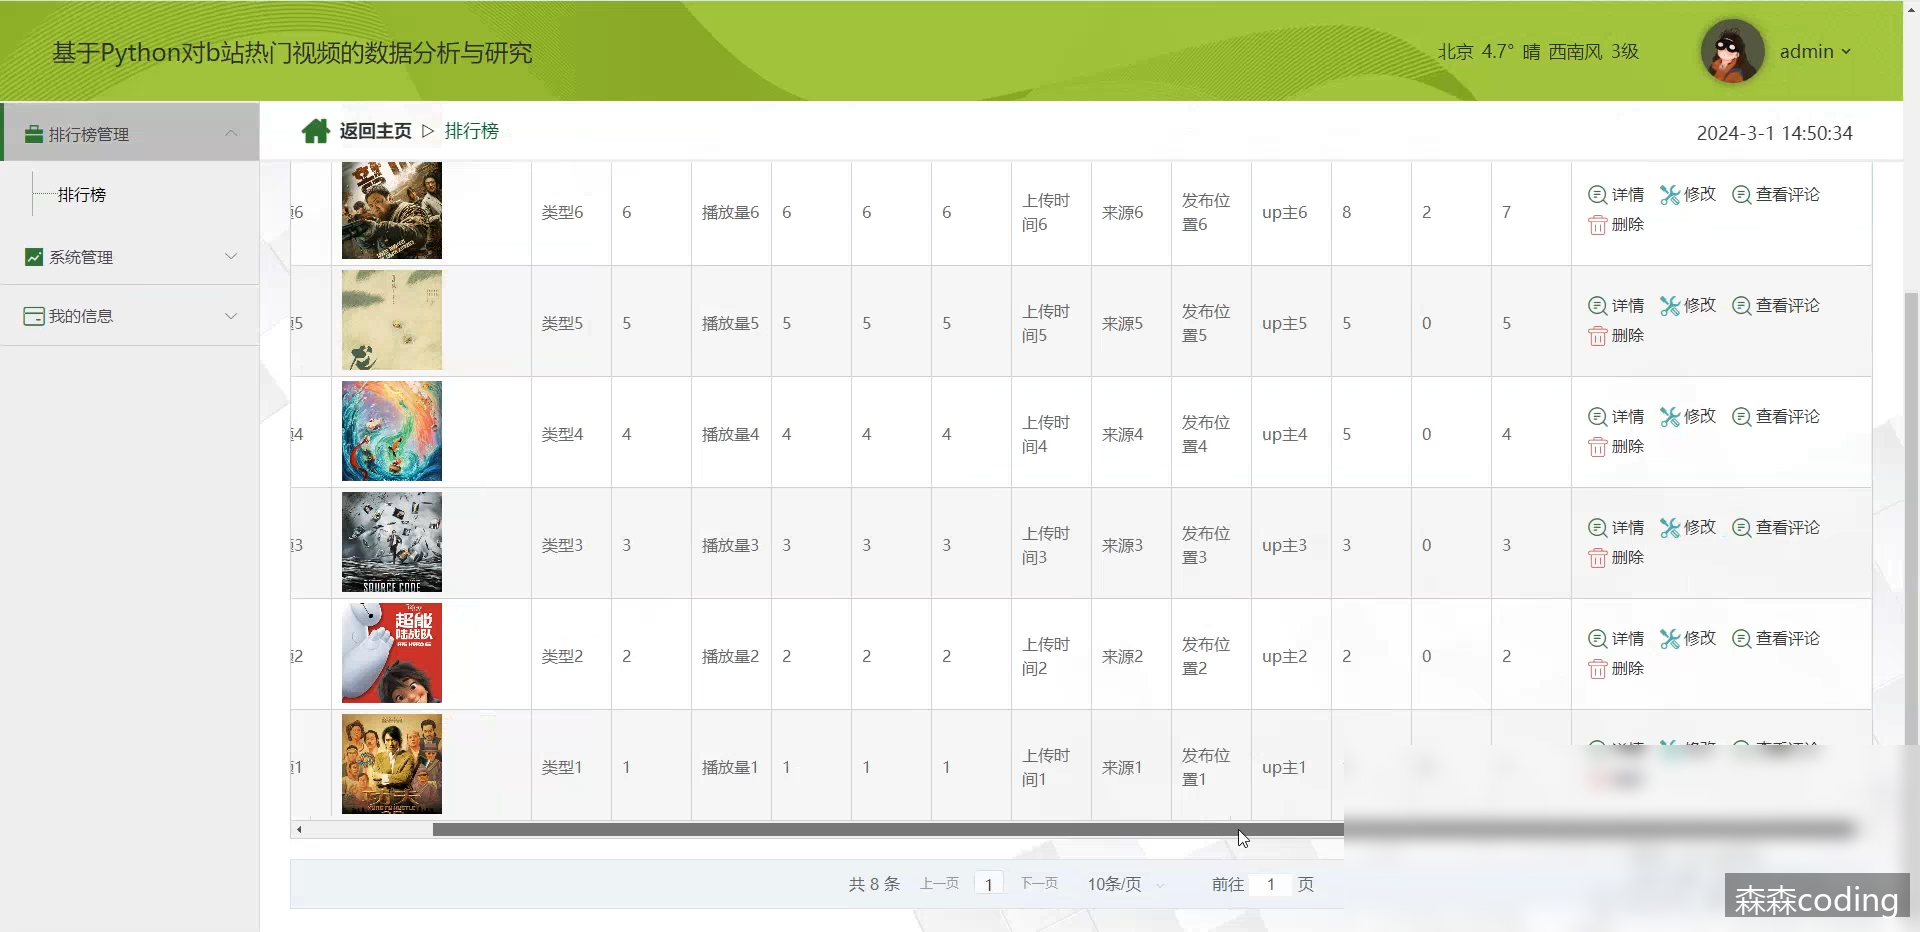 基于Python对b站热门视频的数据分析与研究
北京 4.7° 晴 西南风 3级
admin
排行榜管理
排行榜
系统管理
我的信息
返回主页 ▷ 排行榜
2024-3-1 14:50:34
6 类型6 6 播放量6 6 6 6 上传时间6 来源6 发布位置6 up主6 8 2 7 详情 修改 查看评论 删除
5 类型5 5 播放量5 5 5 5 上传时间5 来源5 发布位置5 up主5 5 0 5 详情 修改 查看评论 删除
4 类型4 4 播放量4 4 4 4 上传时间4 来源4 发布位置4 up主4 5 0 4 详情 修改 查看评论 删除
3 SOURCE CODE 类型3 3 播放量3 3 3 3 上传时间3 来源3 发布位置3 up主3 3 0 3 详情 修改 查看评论 删除
2 超能陆战队 类型2 2 播放量2 2 2 2 上传时间2 来源2 发布位置2 up主2 2 0 2 详情 修改 查看评论 删除
1 功夫 KUNG FU HUSTLE 类型1 1 播放量1 1 1 1 上传时间1 来源1 发布位置1 up主1
共 8 条 上一页 1 下一页 10条/页 前往 1 页
森森coding